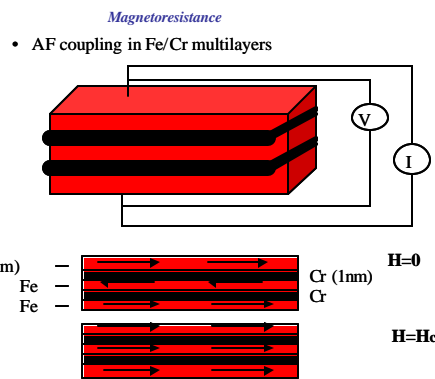 Magnetoresistance
• AF coupling in Fe/Cr multilayers
V
I
H=0
m)
Cr (1nm)
Fe
Cr
Fe
H=Hc